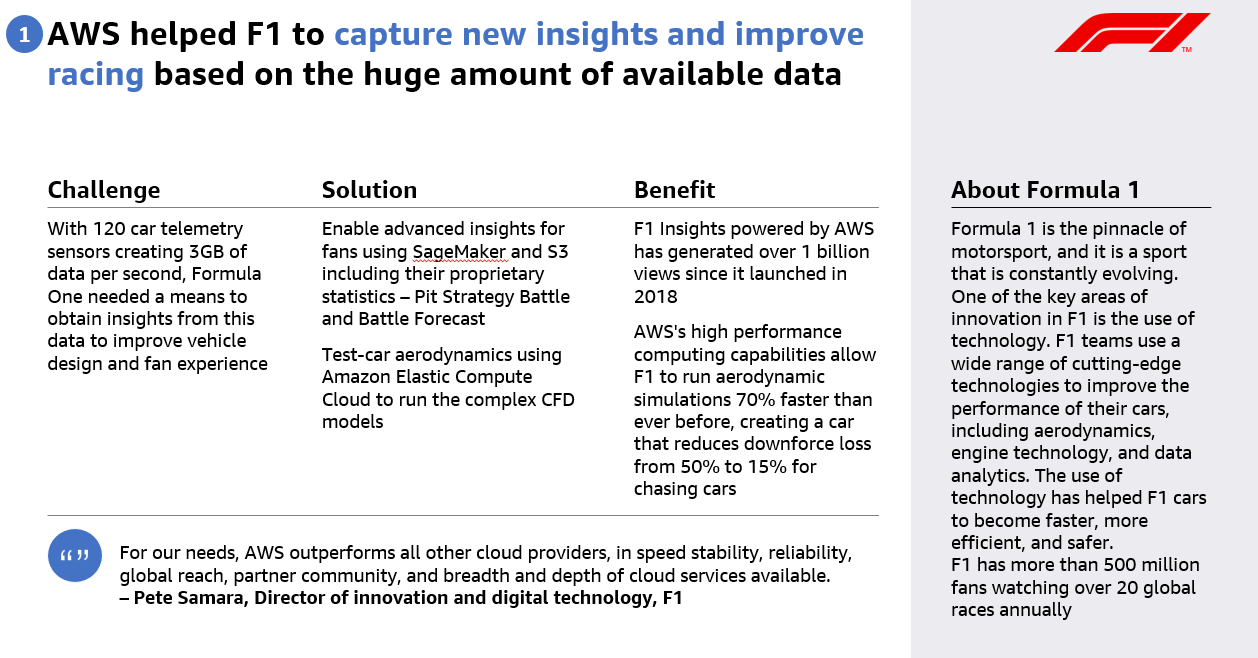 1
AWS helped F1 to capture new insights and improve
racing based on the huge amount of available data
Challenge
With 120 car telemetry
sensors creating 3GB of
data per second, Formula
One needed a means to
obtain insights from this
data to improve vehicle
design and fan experience
Solution
Enable advanced insights for
fans using SageMaker and S3
including their proprietary
statistics – Pit Strategy Battle
and Battle Forecast
Test-car aerodynamics using
Amazon Elastic Compute
Cloud to run the complex CFD
models
Benefit
F1 Insights powered by AWS
has generated over 1 billion
views since it launched in
2018
AWS's high performance
computing capabilities allow
F1 to run aerodynamic
simulations 70% faster than
ever before, creating a car
that reduces downforce loss
from 50% to 15% for
chasing cars
“”
For our needs, AWS outperforms all other cloud providers, in speed stability, reliability,
global reach, partner community, and breadth and depth of cloud services available.
– Pete Samara, Director of innovation and digital technology, F1
F1
TM
About Formula 1
Formula 1 is the pinnacle of
motorsport, and it is a sport
that is constantly evolving.
One of the key areas of
innovation in F1 is the use of
technology. F1 teams use a
wide range of cutting-edge
technologies to improve the
performance of their cars,
including aerodynamics,
engine technology, and data
analytics. The use of
technology has helped F1 cars
to become faster, more
efficient, and safer.
F1 has more than 500 million
fans watching over 20 global
races annually